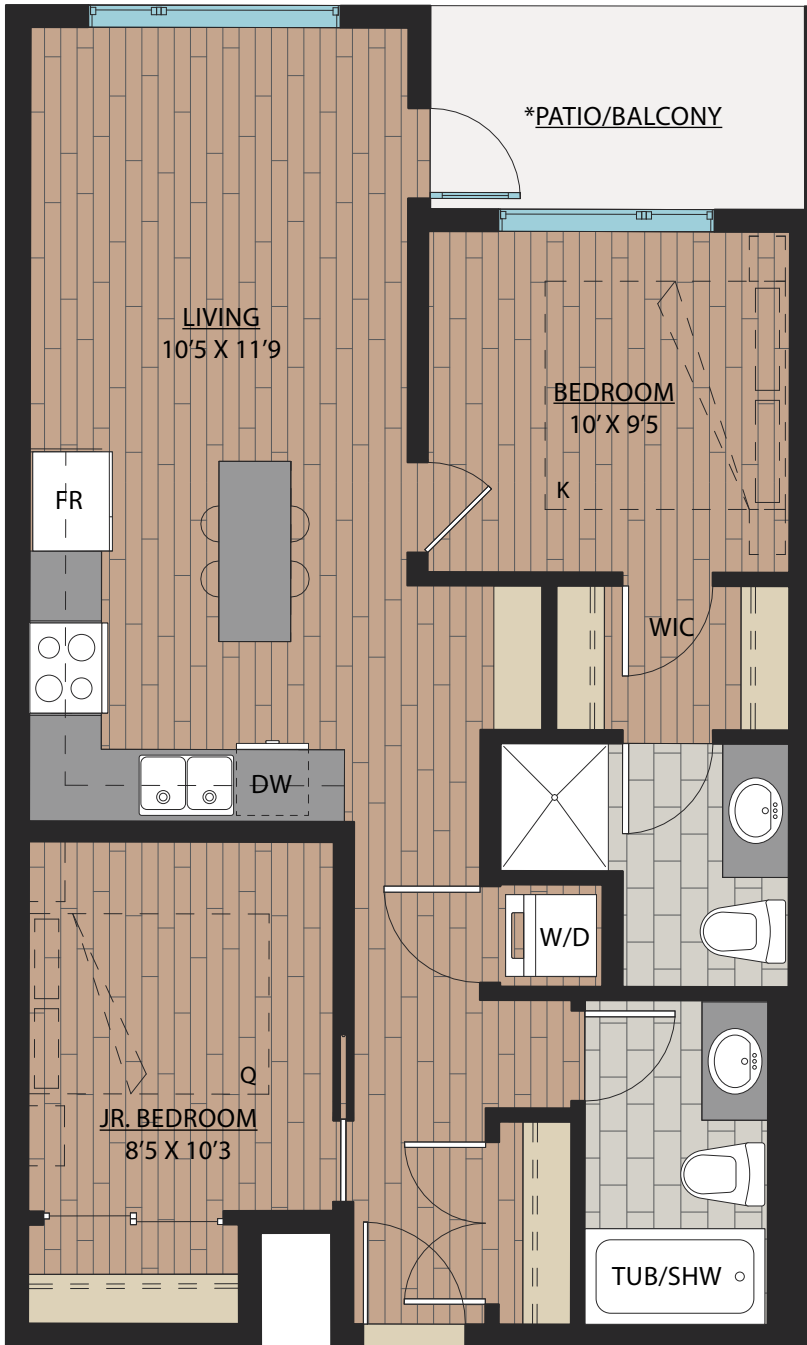 *PATIO/BALCONY
LIVING
10'5 X 11'9
BEDROOM
10' X 9'5
K
FR
WIC
DW
W/D
Q
JR. BEDROOM
8'5 X 10'3
TUB/SHW